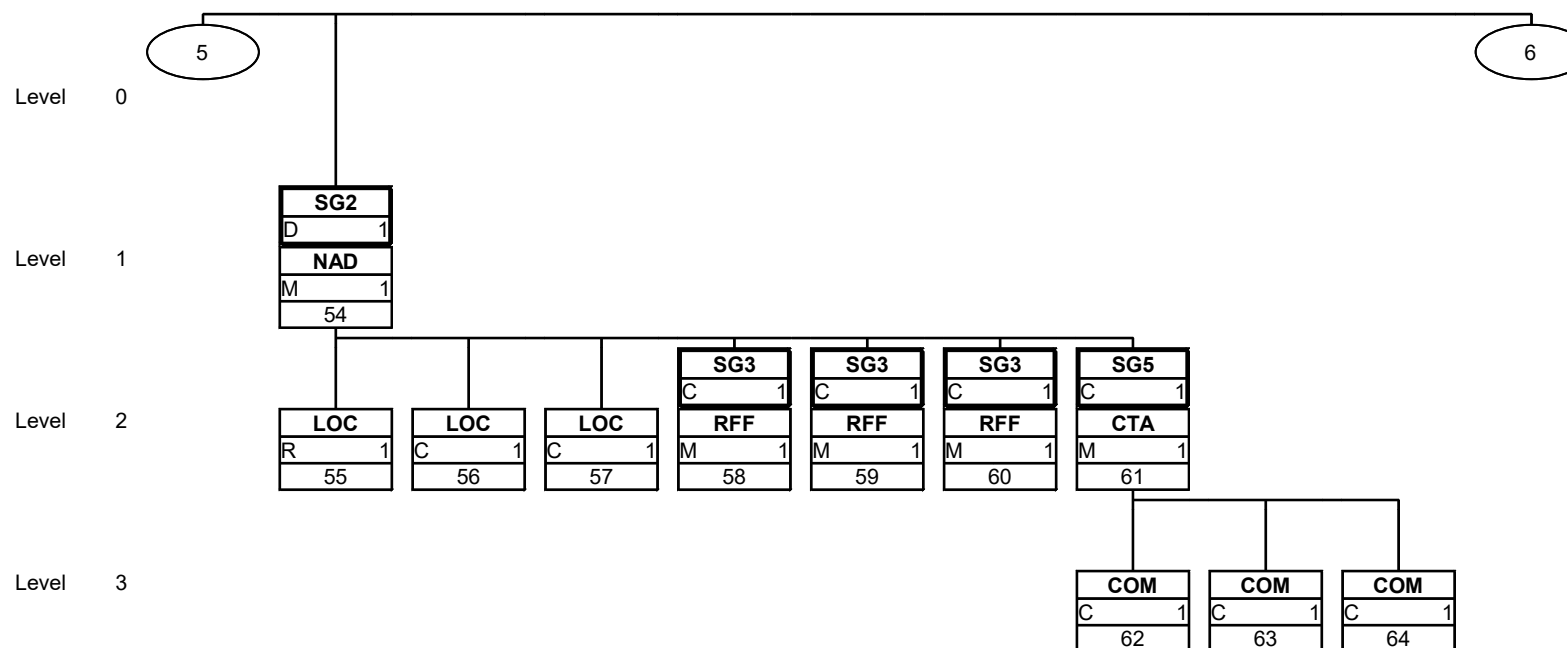 5 6
Level 0
SG2
D 1
Level 1
NAD
M 1
54
SG3 SG3 SG3 SG5
C 1 C 1 C 1 C 1
Level 2
LOC LOC LOC RFF RFF RFF CTA
R 1 C 1 C 1 M 1 M 1 M 1 M 1
55 56 57 58 59 60 61
Level 3
COM COM COM
C 1 C 1 C 1
62 63 64